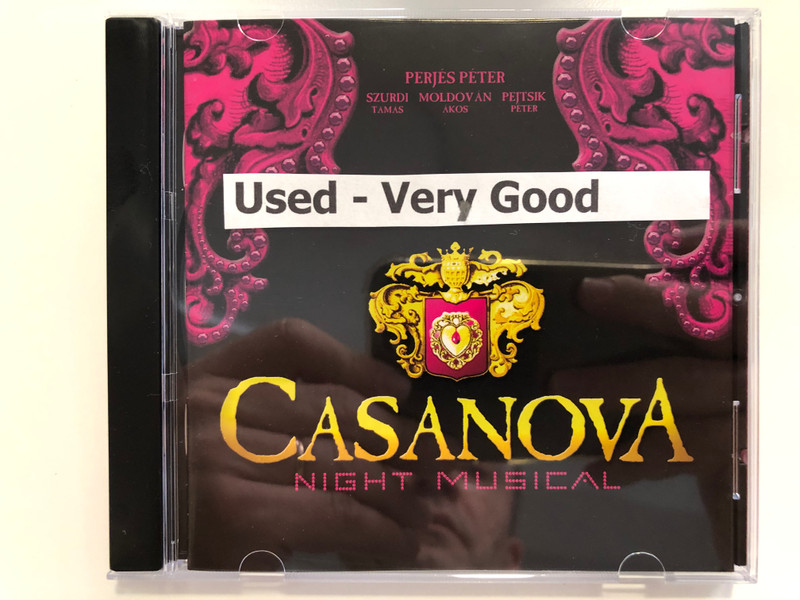 PERJÉS PÉTER
SZURDI MOLDOVÁN PEJTSIK
TAMÁS ÁKOS PÉTER
Used - Very Good
CASANOVA
NIGHT MUSICAL